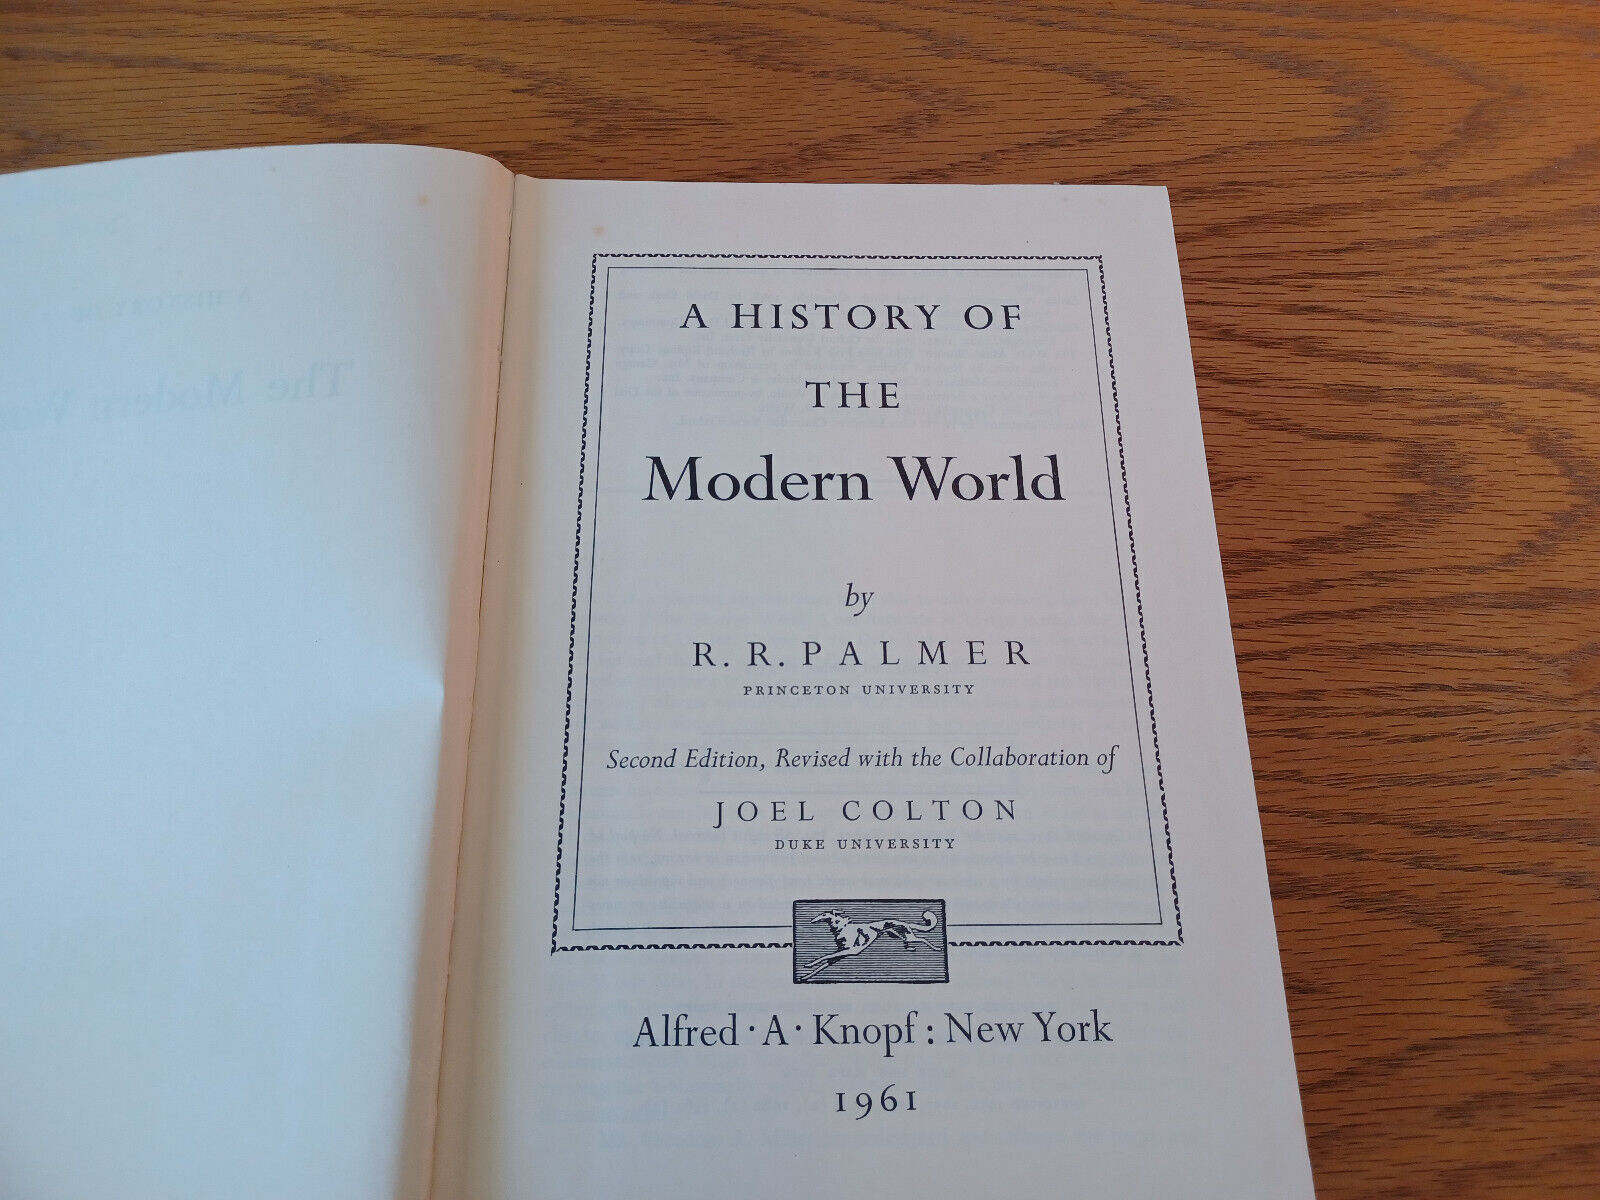 A HISTORY OF
THE
Modern World
by
R. R. PALMER
PRINCETON UNIVERSITY
Second Edition, Revised with the Collaboration of
JOEL COLTON
DUKE UNIVERSITY
Alfred · A · Knopf : New York
1961